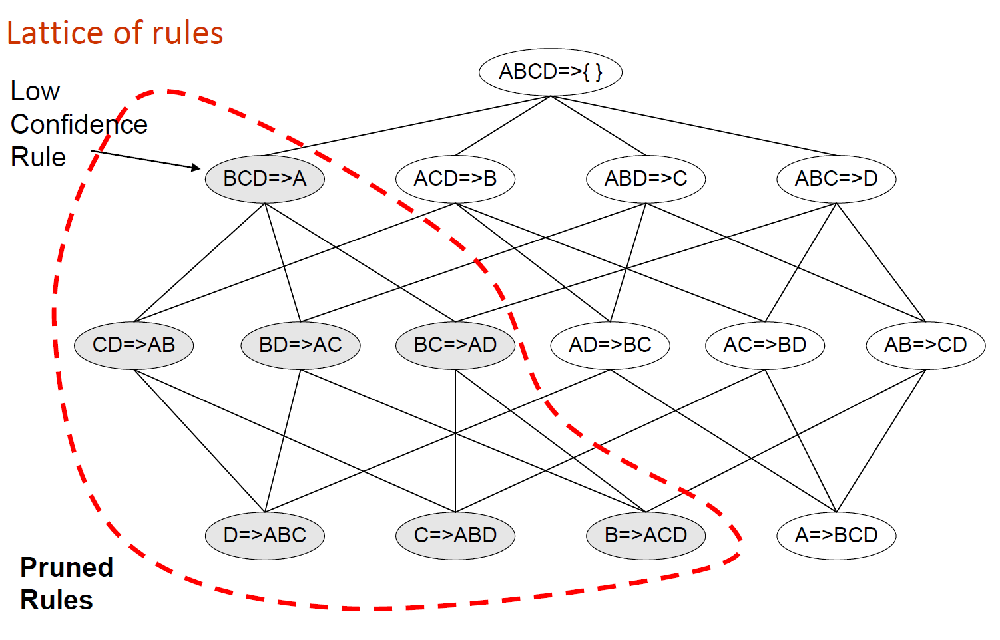 Lattice of rules
ABCD=>{ }
Low
Confidence
Rule
BCD=>A
ACD=>B
ABD=>C
ABC=>D
CD=>AB
BD=>AC
BC=>AD
AD=>BC
AC=>BD
AB=>CD
D=>ABC
C=>ABD
B=>ACD
A=>BCD
Pruned
Rules